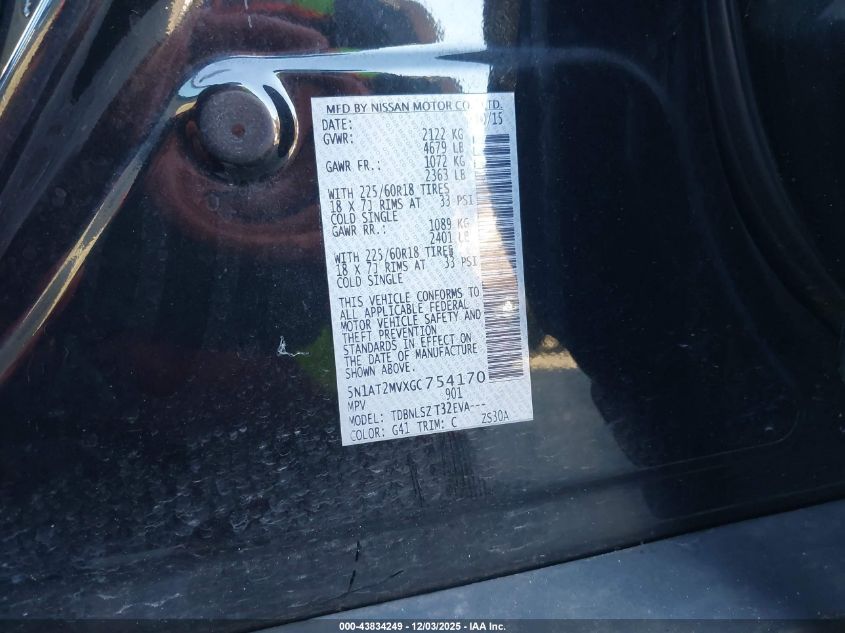 MFD BY NISSAN MOTOR CO., LTD.
DATE: /15
GVWR: 2122 KG
4679 LB
GAWR FR.: 1072 KG
2363 LB
WITH 225/60R18 TIRES
18 X 7J RIMS AT 33 PSI
COLD SINGLE
GAWR RR.: 1089 KG
2401 LB
WITH 225/60R18 TIRES
18 X 7J RIMS AT 33 PSI
COLD SINGLE
THIS VEHICLE CONFORMS TO
ALL APPLICABLE FEDERAL
MOTOR VEHICLE SAFETY AND
THEFT PREVENTION
STANDARDS IN EFFECT ON
THE DATE OF MANUFACTURE
SHOWN ABOVE.
5N1AT2MVXGC754170
MPV 901
MODEL: TDBNLSZ T32EVA---
COLOR: G41 TRIM: C ZS30A
000-43834249 - 12/03/2025 - IAA Inc.